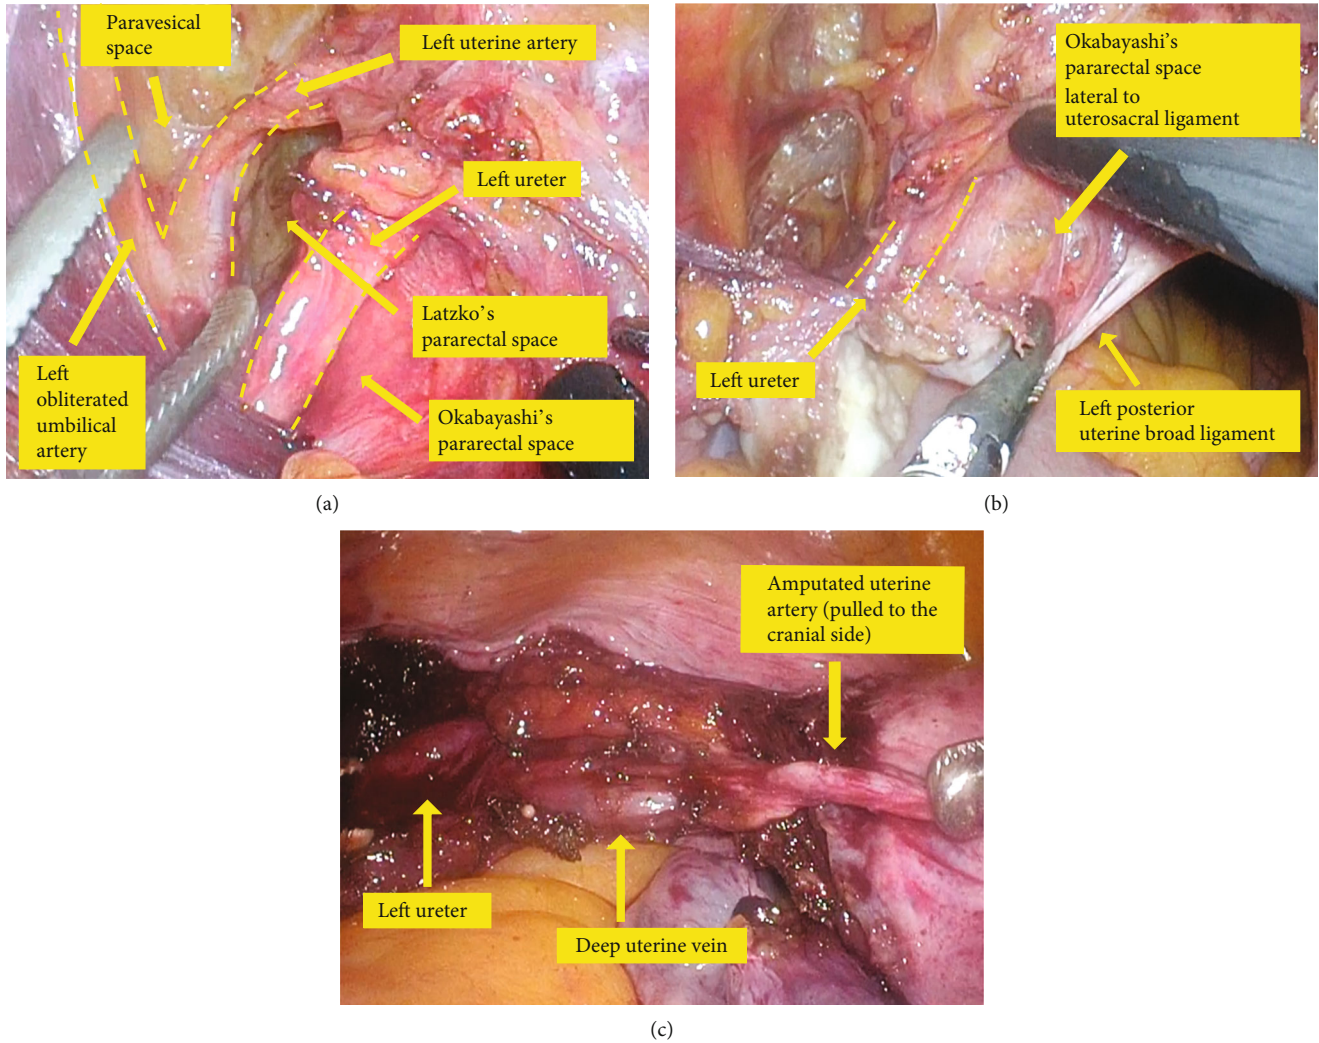 Paravesical
space
Left uterine artery
Left ureter
Latzko's
pararectal space
Left
obliterated
umbilical
artery
Okabayashi's
pararectal space
(a)
Okabayashi's
pararectal space
lateral to
uterosacral ligament
Left ureter
Left posterior
uterine broad ligament
(b)
Amputated uterine
artery (pulled to the
cranial side)
Left ureter
Deep uterine vein
(c)